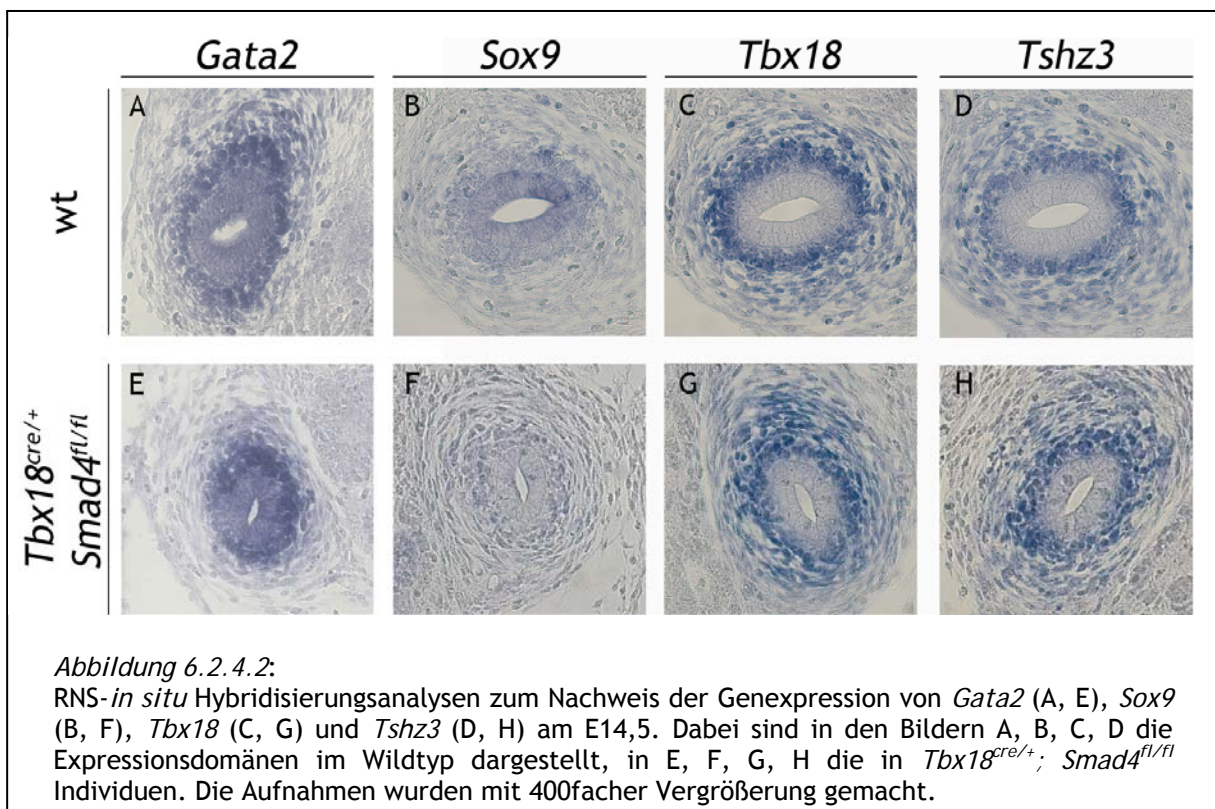 Gata2 Sox9 Tbx18 Tshz3
A B C D
wt
E F G H
Tbx18cre/+
Smad4fl/fl
Abbildung 6.2.4.2:
RNS-in situ Hybridisierungsanalysen zum Nachweis der Genexpression von Gata2 (A, E), Sox9
(B, F), Tbx18 (C, G) und Tshz3 (D, H) am E14,5. Dabei sind in den Bildern A, B, C, D die
Expressionsdomänen im Wildtyp dargestellt, in E, F, G, H die in Tbx18cre/+; Smad4fl/fl
Individuen. Die Aufnahmen wurden mit 400facher Vergrößerung gemacht.